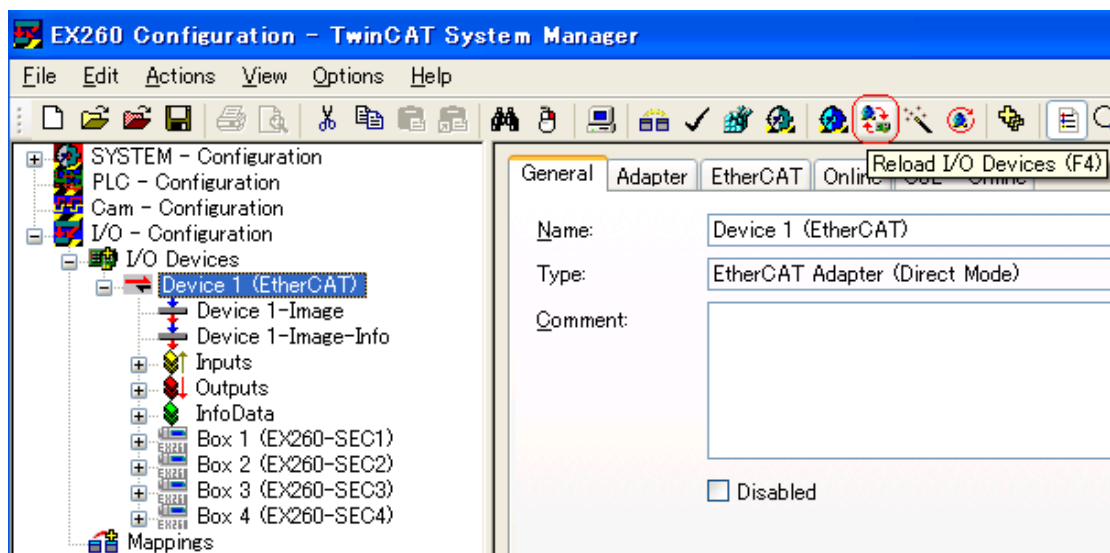 EX260 Configuration - TwinCAT System Manager
File Edit Actions View Options Help
Reload I/O Devices (F4)
SYSTEM - Configuration
PLC - Configuration
Cam - Configuration
I/O - Configuration
I/O Devices
Device 1 (EtherCAT)
Device 1-Image
Device 1-Image-Info
Inputs
Outputs
InfoData
Box 1 (EX260-SEC1)
Box 2 (EX260-SEC2)
Box 3 (EX260-SEC3)
Box 4 (EX260-SEC4)
Mappings
General Adapter EtherCAT Online
Name: Device 1 (EtherCAT)
Type: EtherCAT Adapter (Direct Mode)
Comment:
Disabled